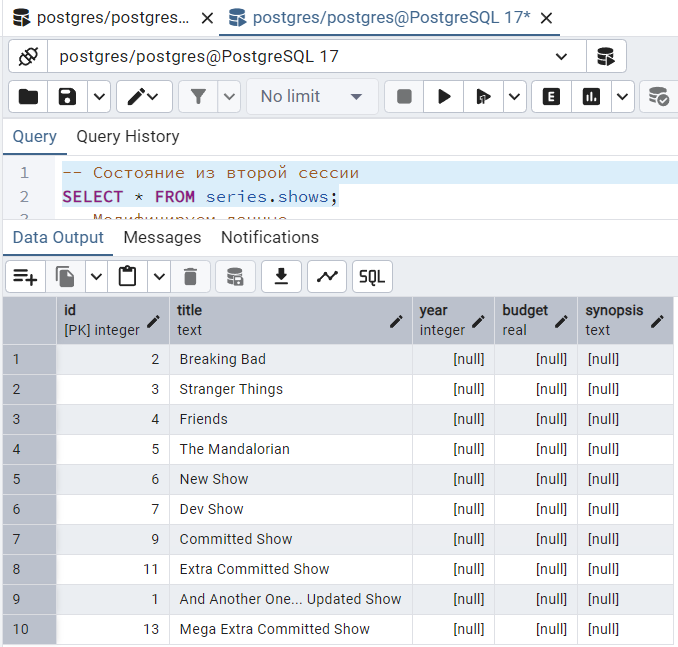 postgres/postgres... postgres/postgres@PostgreSQL 17*
postgres/postgres@PostgreSQL 17
No limit E
Query Query History
1 -- Состояние из второй сессии
2 SELECT * FROM series.shows;
Модифицируем данные
Data Output Messages Notifications
SQL
id title year budget synopsis
[PK] integer text integer real text
1 2 Breaking Bad [null] [null] [null]
2 3 Stranger Things [null] [null] [null]
3 4 Friends [null] [null] [null]
4 5 The Mandalorian [null] [null] [null]
5 6 New Show [null] [null] [null]
6 7 Dev Show [null] [null] [null]
7 9 Committed Show [null] [null] [null]
8 11 Extra Committed Show [null] [null] [null]
9 1 And Another One... Updated Show [null] [null] [null]
10 13 Mega Extra Committed Show [null] [null] [null]